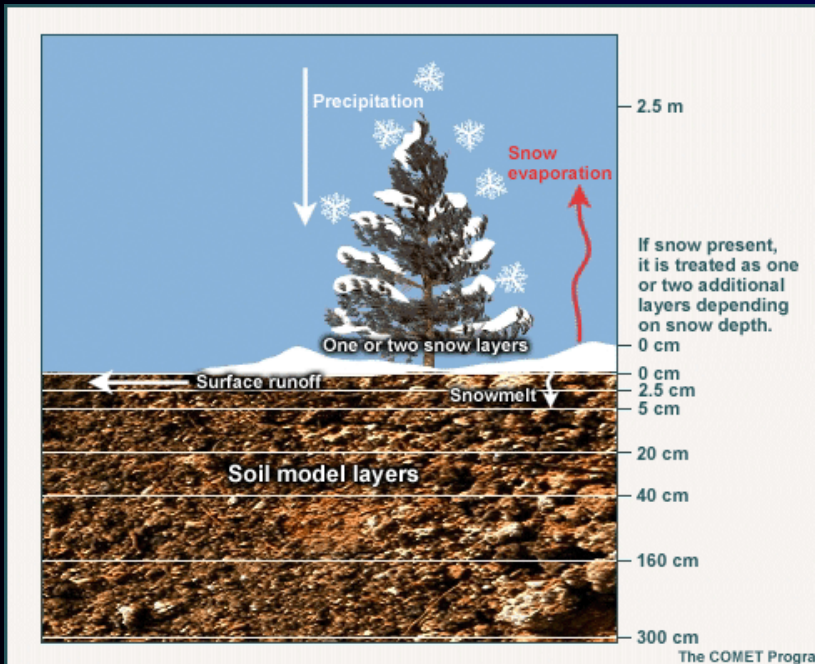 Precipitation
2.5 m
Snow
evaporation
If snow present,
it is treated as one
or two additional
layers depending
on snow depth.
One or two snow layers
0 cm
0 cm
Surface runoff
2.5 cm
Snowmelt
5 cm
20 cm
Soil model layers
40 cm
160 cm
300 cm
The COMET Progra